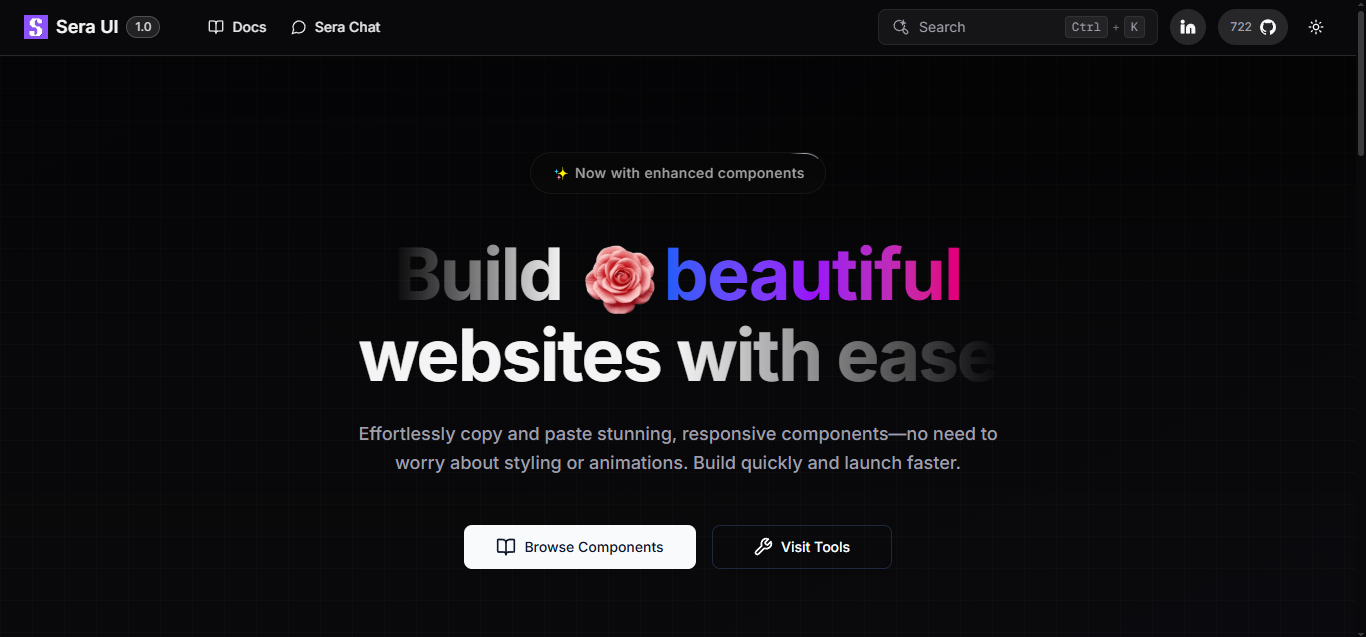 S Sera UI 1.0 Docs Sera Chat Search Ctrl + K in 722
✨ Now with enhanced components
Build beautiful
websites with ease
Effortlessly copy and paste stunning, responsive components—no need to
worry about styling or animations. Build quickly and launch faster.
Browse Components Visit Tools